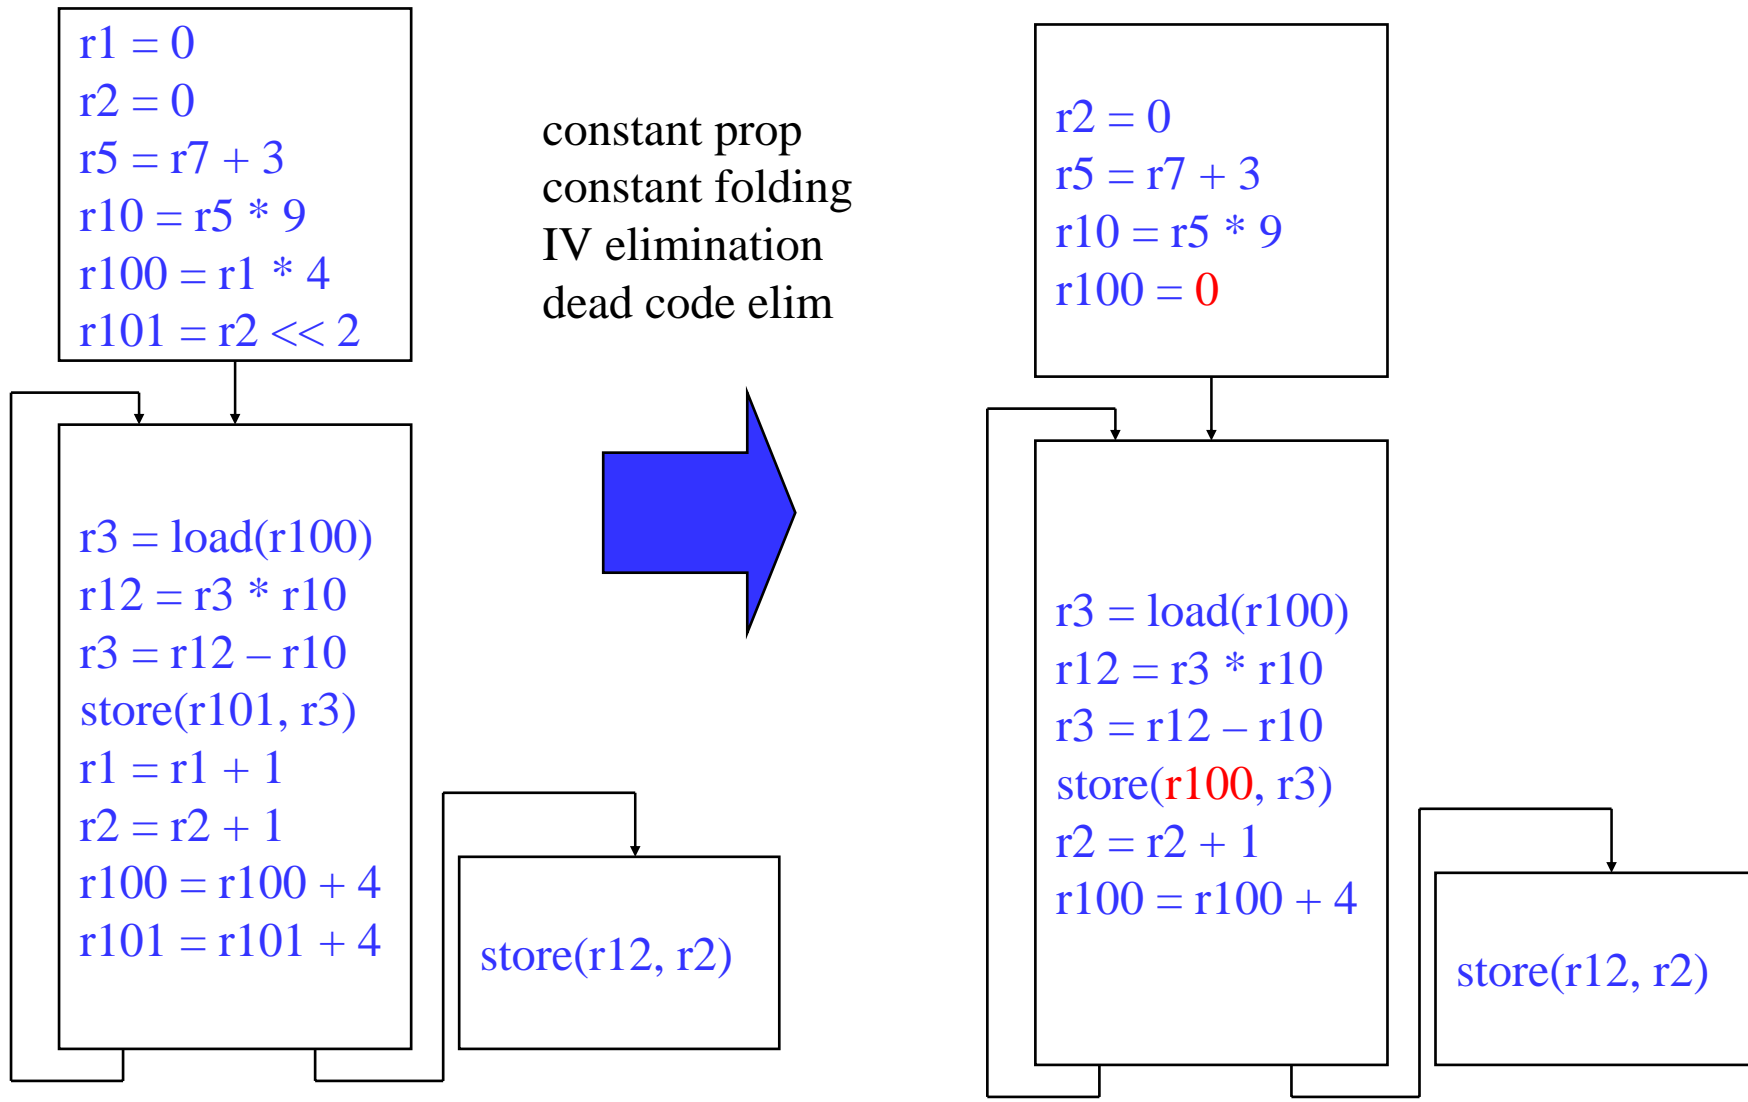 r1 = 0
r2 = 0
r5 = r7 + 3
r10 = r5 * 9
r100 = r1 * 4
r101 = r2 << 2
r3 = load(r100)
r12 = r3 * r10
r3 = r12 – r10
store(r101, r3)
r1 = r1 + 1
r2 = r2 + 1
r100 = r100 + 4
r101 = r101 + 4
store(r12, r2)
constant prop
constant folding
IV elimination
dead code elim
r2 = 0
r5 = r7 + 3
r10 = r5 * 9
r100 = 0
r3 = load(r100)
r12 = r3 * r10
r3 = r12 – r10
store(r100, r3)
r2 = r2 + 1
r100 = r100 + 4
store(r12, r2)